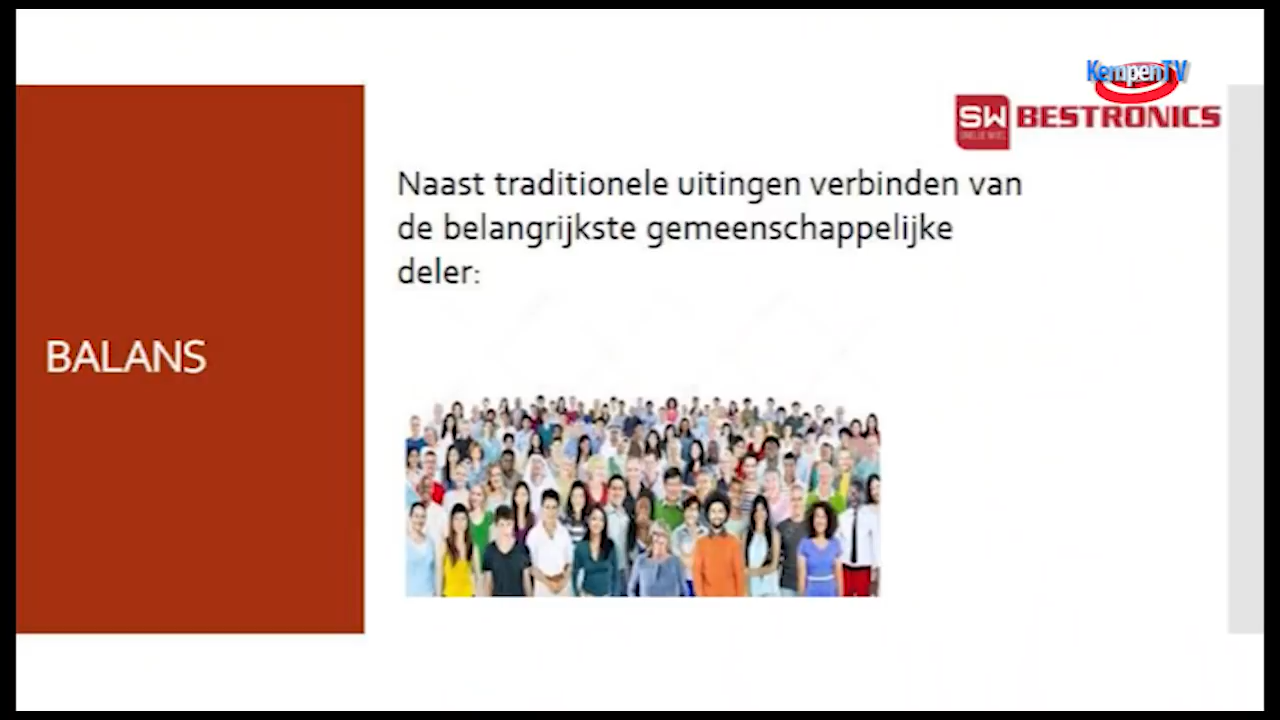 KempenTV
SW BESTRONICS
Naast traditionele uitingen verbinden van
de belangrijkste gemeenschappelijke
deler:
BALANS